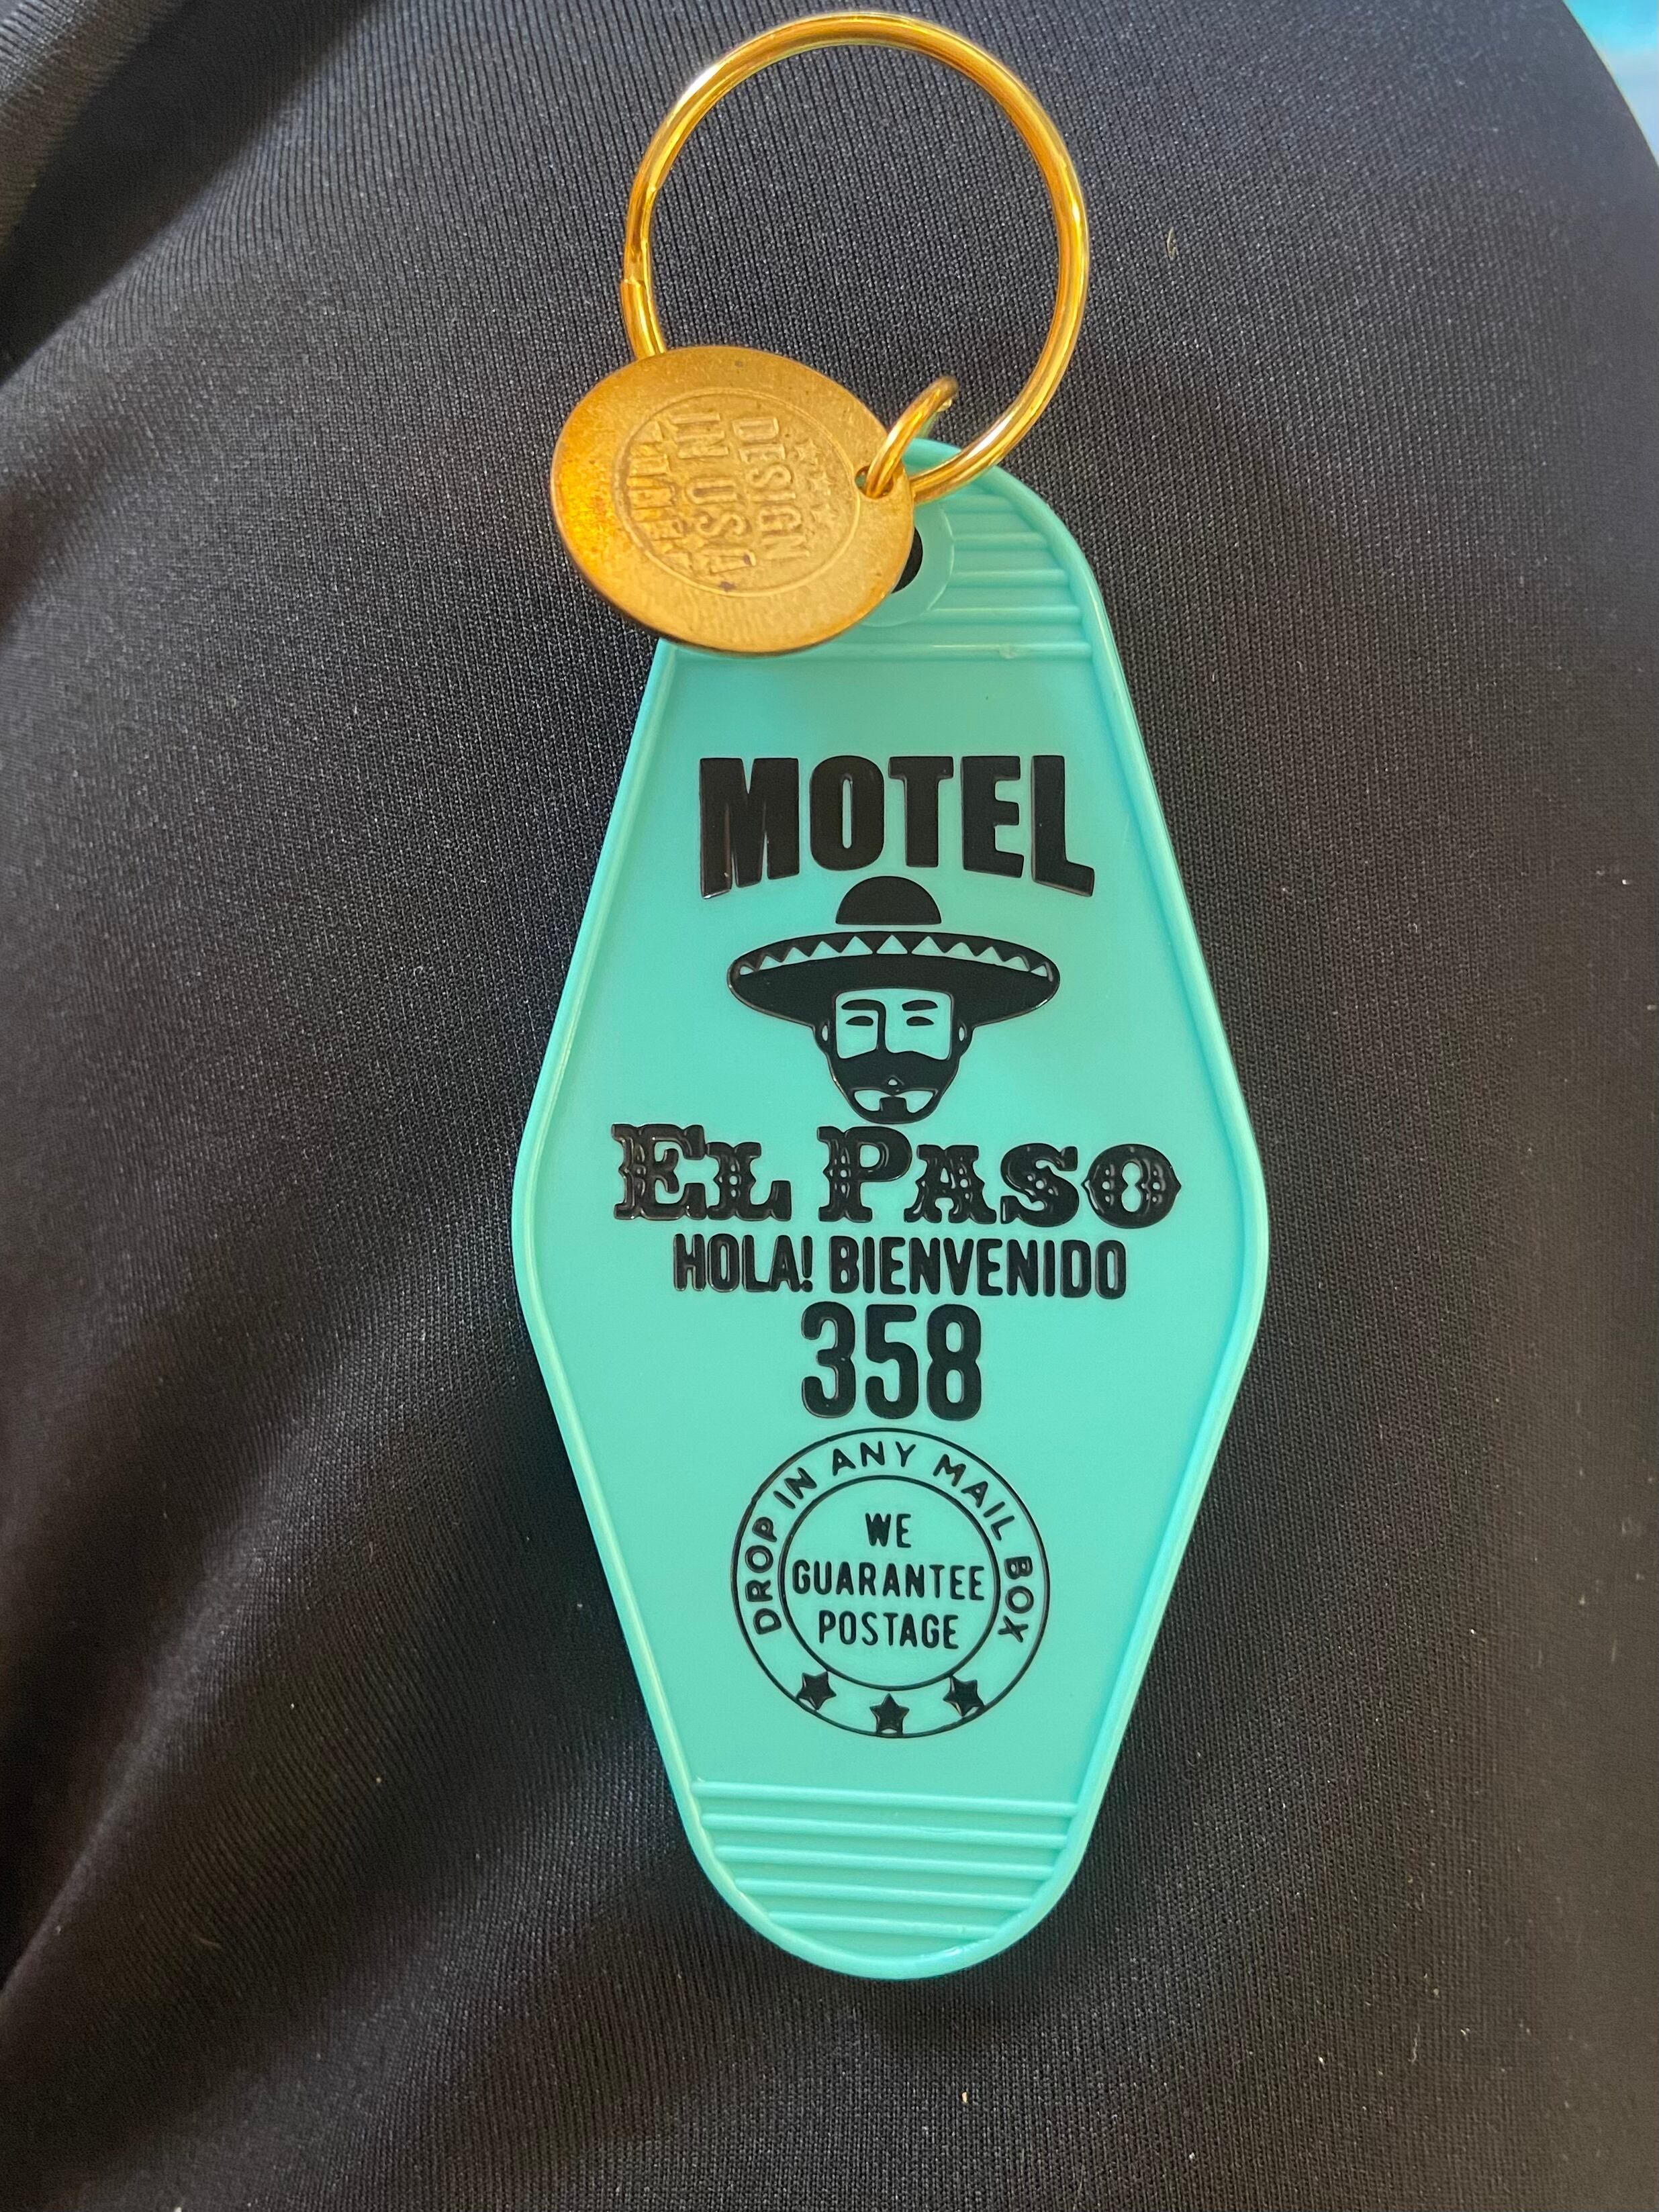 DESIGN
IN USA
MOTEL
EL PASO
HOLA! BIENVENIDO
358
DROP IN ANY MAIL BOX
WE
GUARANTEE
POSTAGE